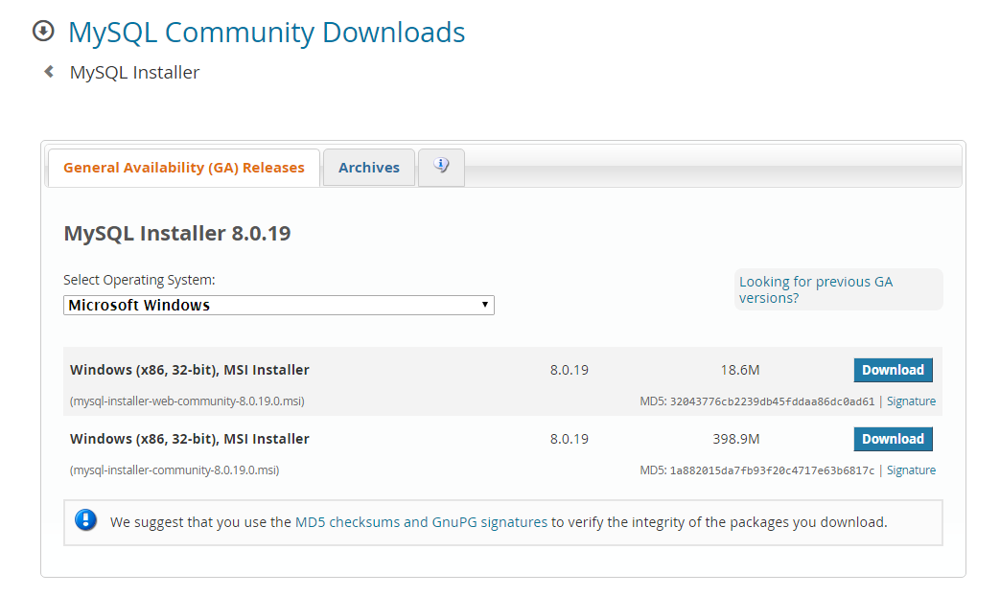 MySQL Community Downloads
MySQL Installer
General Availability (GA) Releases
Archives
MySQL Installer 8.0.19
Select Operating System:
Microsoft Windows
Looking for previous GA
versions?
Windows (x86, 32-bit), MSI Installer 8.0.19 18.6M Download
(mysql-installer-web-community-8.0.19.0.msi) MD5: 32043776cb2239db45fddaa86dc0ad61 | Signature
Windows (x86, 32-bit), MSI Installer 8.0.19 398.9M Download
(mysql-installer-community-8.0.19.0.msi) MD5: 1a882015da7fb93f20c4717e63b6817c | Signature
We suggest that you use the MD5 checksums and GnuPG signatures to verify the integrity of the packages you download.